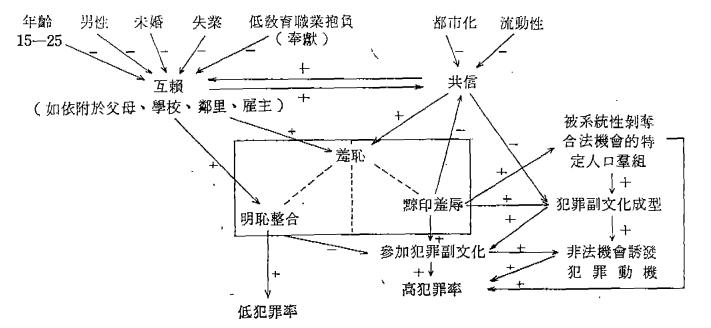 年齡 男性 未婚 失業 低敎育職業抱負 都市化 流動性
15—25 (奉獻)
互賴 共信
(如依附於父母、學校、鄰里、雇主)
被系統性剝奪
合法機會的特
定人口羣組
羞恥
明恥整合 黥印羞辱 犯罪副文化成型
參加犯罪副文化 非法機會誘發
犯罪動機
高犯罪率
低犯罪率